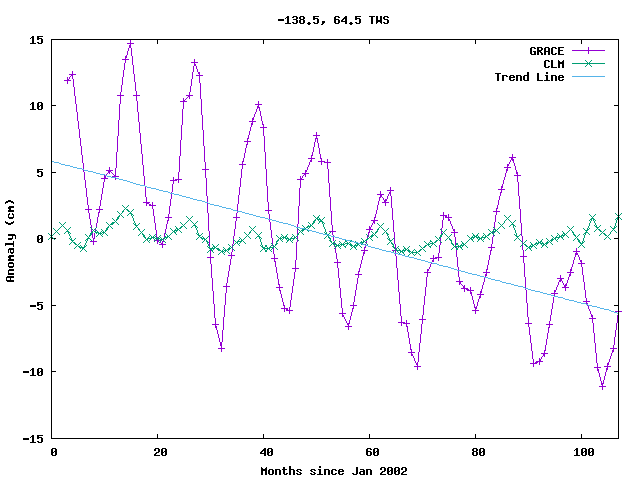 -138.5, 64.5 TWS
GRACE
CLM
Trend Line
15
10
5
0
-5
-10
-15
Anomaly (cm)
0 20 40 60 80 100
Months since Jan 2002